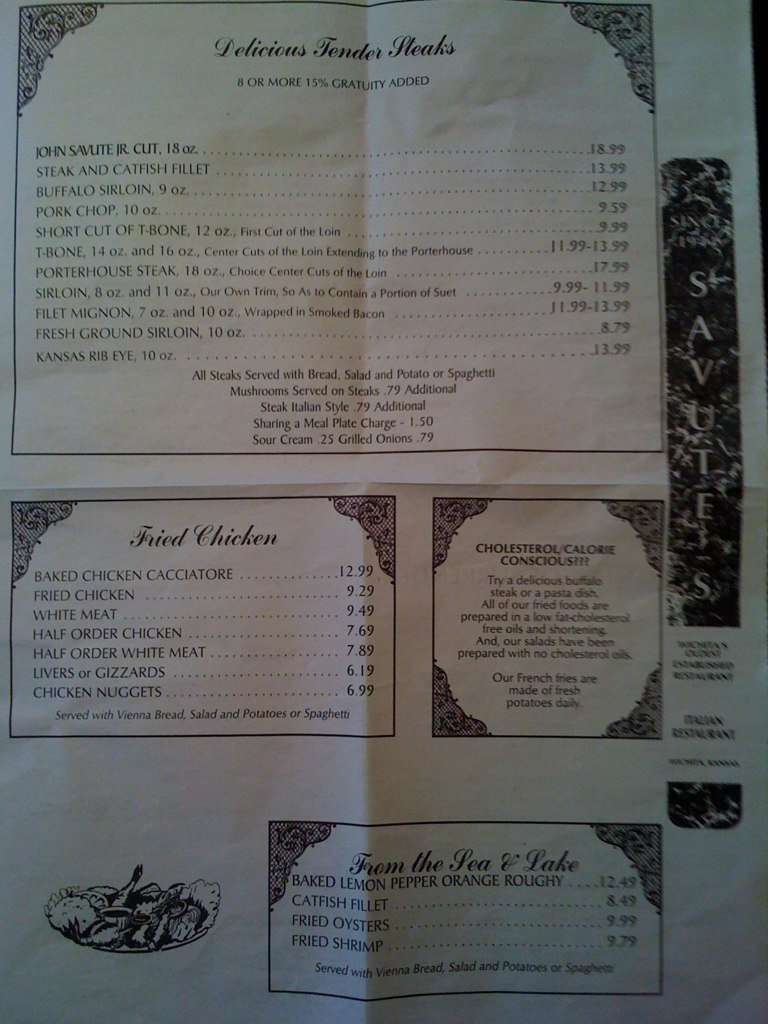 Delicious Tender Steaks
8 OR MORE 15% GRATUITY ADDED
JOHN SAVUTE JR. CUT, 18 oz. 18.99
STEAK AND CATFISH FILLET 13.99
BUFFALO SIRLOIN, 9 oz. 12.99
PORK CHOP, 10 oz. 9.59
SHORT CUT OF T-BONE, 12 oz., First Cut of the Loin 9.99
T-BONE, 14 oz. and 16 oz., Center Cuts of the Loin Extending to the Porterhouse 11.99-13.99
PORTERHOUSE STEAK, 18 oz., Choice Center Cuts of the Loin 17.99
SIRLOIN, 8 oz. and 11 oz., Our Own Trim, So As to Contain a Portion of Suet 9.99- 11.99
FILET MIGNON, 7 oz. and 10 oz., Wrapped in Smoked Bacon 11.99-13.99
FRESH GROUND SIRLOIN, 10 oz. 8.79
KANSAS RIB EYE, 10 oz. 13.99
All Steaks Served with Bread, Salad and Potato or Spaghetti
Mushrooms Served on Steaks .79 Additional
Steak Italian Style .79 Additional
Sharing a Meal Plate Charge - 1.50
Sour Cream .25 Grilled Onions .79
Fried Chicken
BAKED CHICKEN CACCIATORE 12.99
FRIED CHICKEN 9.29
WHITE MEAT 9.49
HALF ORDER CHICKEN 7.69
HALF ORDER WHITE MEAT 7.89
LIVERS or GIZZARDS 6.19
CHICKEN NUGGETS 6.99
Served with Vienna Bread, Salad and Potatoes or Spaghetti
CHOLESTEROL/CALORIE
CONSCIOUS???
Try a delicious buffalo
steak or a pasta dish.
All of our fried foods are
prepared in a low fat-cholesterol
free oils and shortening.
And, our salads have been
prepared with no cholesterol oils.
Our French fries are
made of fresh
potatoes daily.
From the Sea & Lake
BAKED LEMON PEPPER ORANGE ROUGHY 12.49
CATFISH FILLET 8.49
FRIED OYSTERS 9.99
FRIED SHRIMP 9.79
Served with Vienna Bread, Salad and Potatoes or Spaghetti
SINCE
SAVUTE'S
WICHITA'S
OLDEST
ESTABLISHED
RESTAURANT
ITALIAN
RESTAURANT
WICHITA, KANSAS